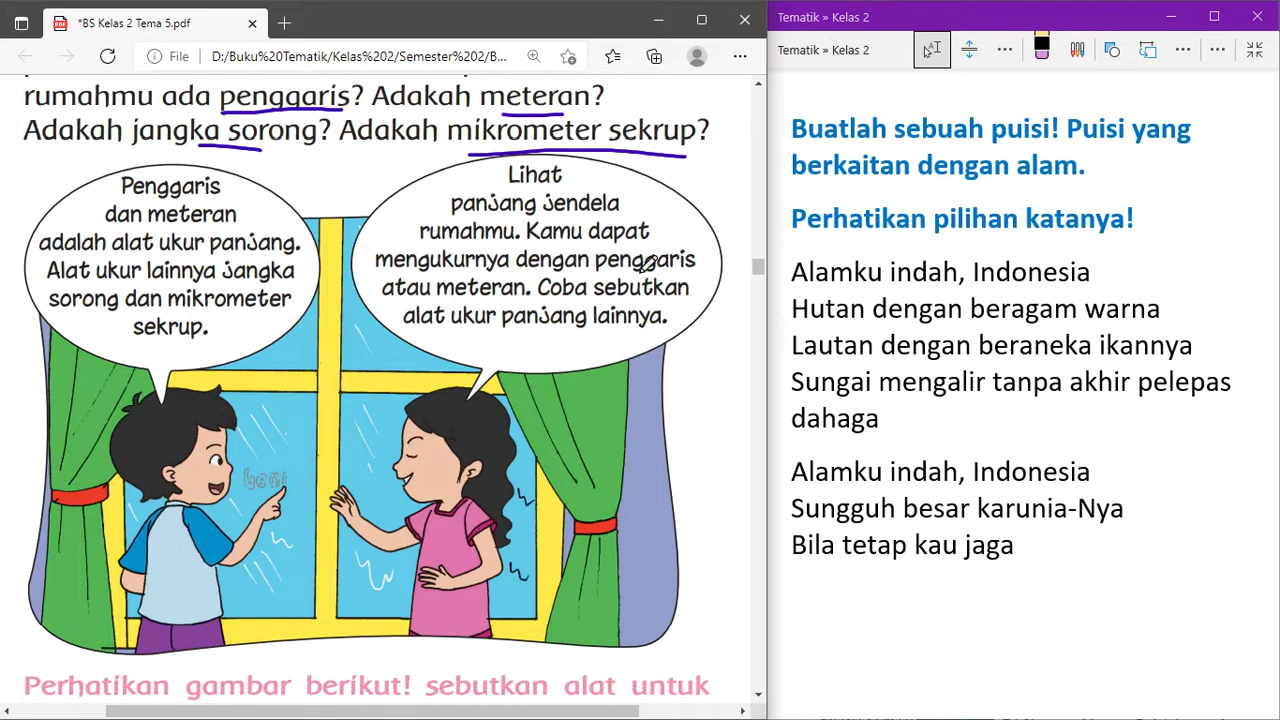 *BS Kelas 2 Tema 5.pdf
File
D:/Buku%20Tematik/Kelas%202/Semester%202/B...
rumahmu ada penggaris? Adakah meteran?
Adakah jangka sorong? Adakah mikrometer sekrup?
Penggaris
dan meteran
adalah alat ukur panjang.
Alat ukur lainnya jangka
sorong dan mikrometer
sekrup.
Lihat
panjang jendela
rumahmu. Kamu dapat
mengukurnya dengan penggaris
atau meteran. Coba sebutkan
alat ukur panjang lainnya.
beni
Perhatikan gambar berikut! sebutkan alat untuk
Tematik » Kelas 2
Tematik » Kelas 2
Buatlah sebuah puisi! Puisi yang
berkaitan dengan alam.
Perhatikan pilihan katanya!
Alamku indah, Indonesia
Hutan dengan beragam warna
Lautan dengan beraneka ikannya
Sungai mengalir tanpa akhir pelepas
dahaga
Alamku indah, Indonesia
Sungguh besar karunia-Nya
Bila tetap kau jaga